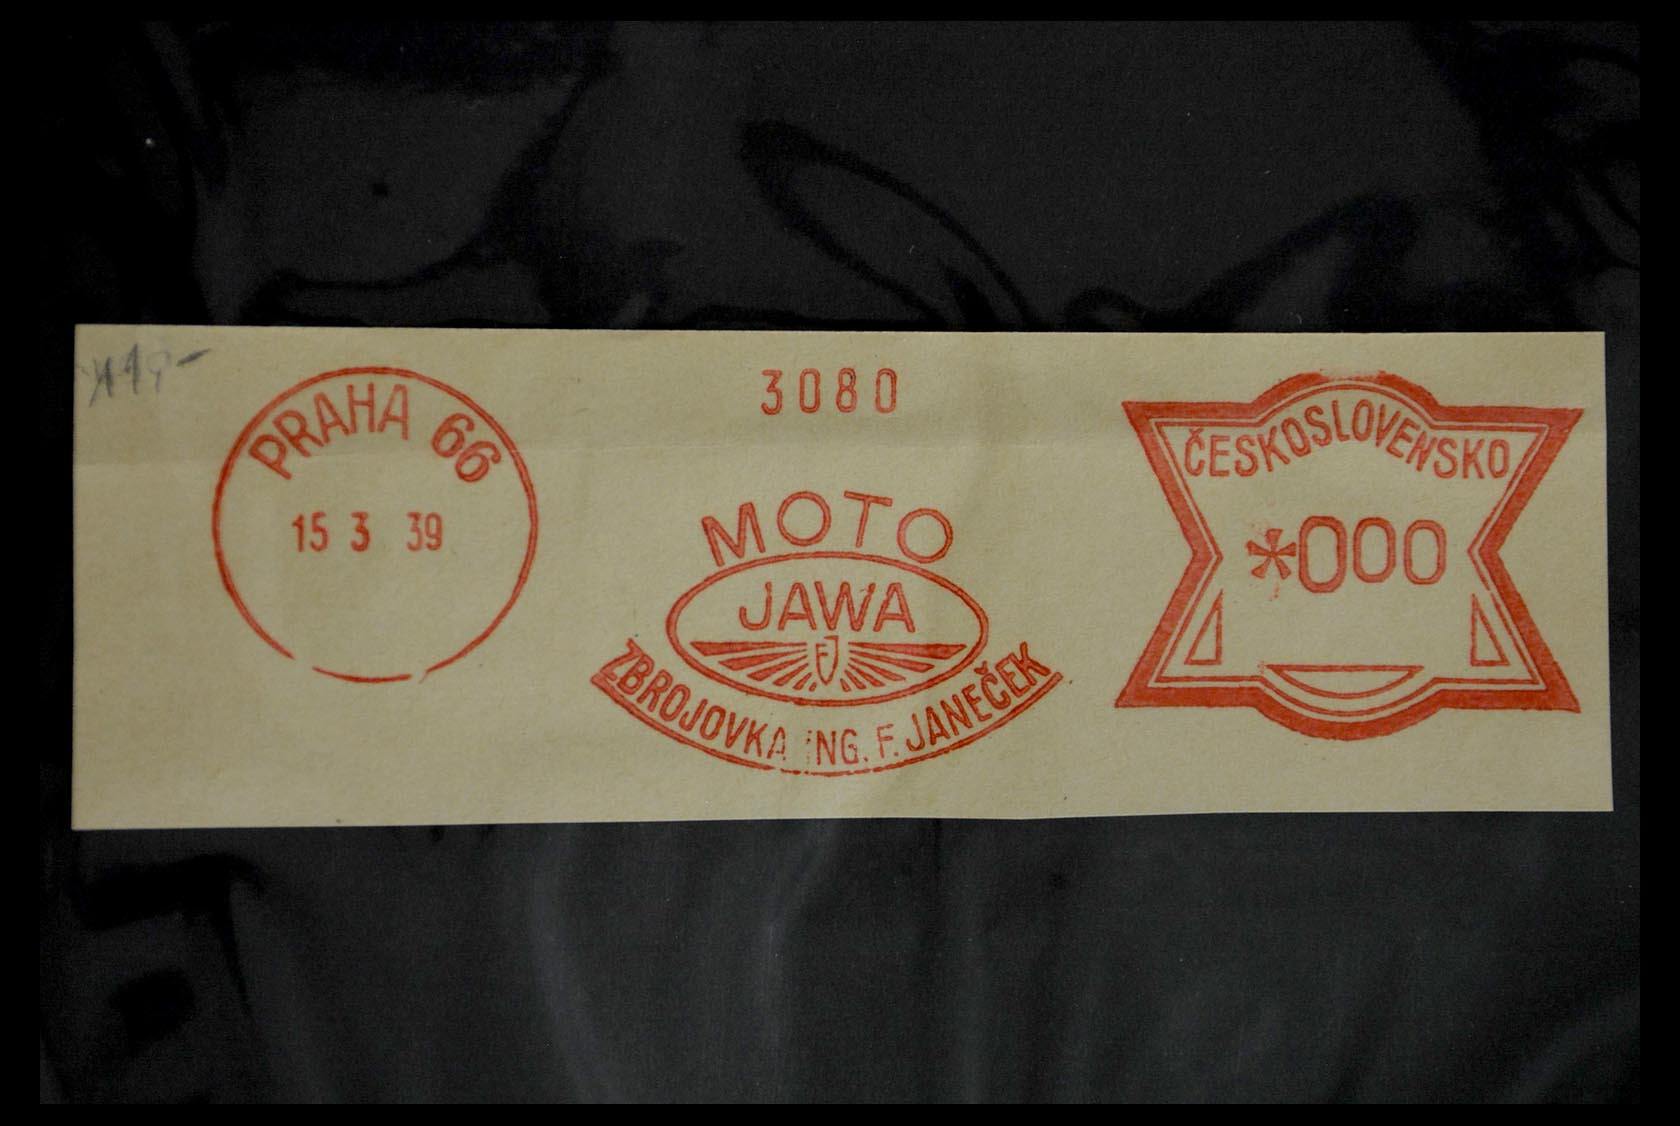 PRAHA 66
15 3 39
3080
MOTO
JAWA
FJ
ZBROJOVKA ING. F. JANEČEK
ČESKOSLOVENSKO
*000